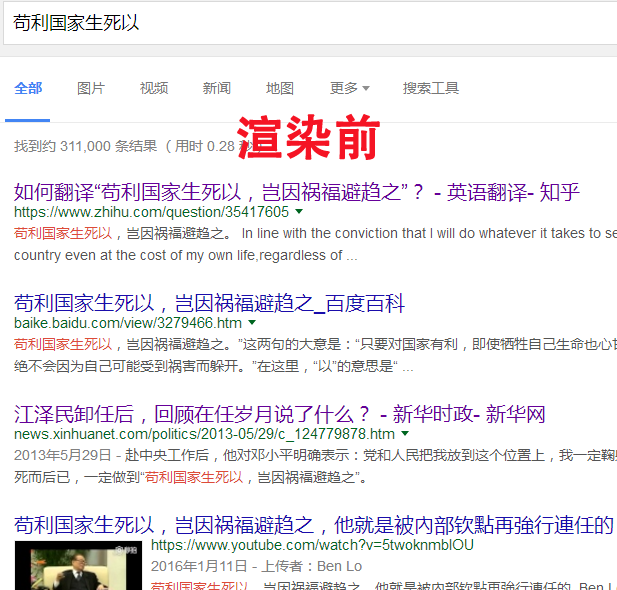 苟利国家生死以
全部 图片 视频 新闻 地图 更多 搜索工具
渲染前
找到约 311,000 条结果 （用时 0.28
如何翻译“苟利国家生死以，岂因祸福避趋之”？ - 英语翻译- 知乎
https://www.zhihu.com/question/35417605
苟利国家生死以，岂因祸福避趋之。 In line with the conviction that I will do whatever it takes to se
country even at the cost of my own life,regardless of ...
苟利国家生死以，岂因祸福避趋之_百度百科
baike.baidu.com/view/3279466.htm
苟利国家生死以，岂因祸福避趋之。”这两句的大意是：“只要对国家有利，即使牺牲自己生命也心甘
绝不会因为自己可能受到祸害而躲开。”在这里，“以”的意思是“ ...
江泽民卸任后，回顾在任岁月说了什么？ - 新华时政- 新华网
news.xinhuanet.com/politics/2013-05/29/c_124779878.htm
2013年5月29日 - 赴中央工作后，他对邓小平明确表示：党和人民把我放到这个位置上，我一定鞠
死而后已，一定做到“苟利国家生死以，岂因祸福避趋之”。
苟利国家生死以，岂因祸福避趋之，他就是被内部钦點再強行連任的
https://www.youtube.com/watch?v=5twoknmblOU
2016年1月11日 - 上传者：Ben Lo
苟利国家生死以，岂因祸福避趋之，他就是被内部钦點再強行連任的 Ben L